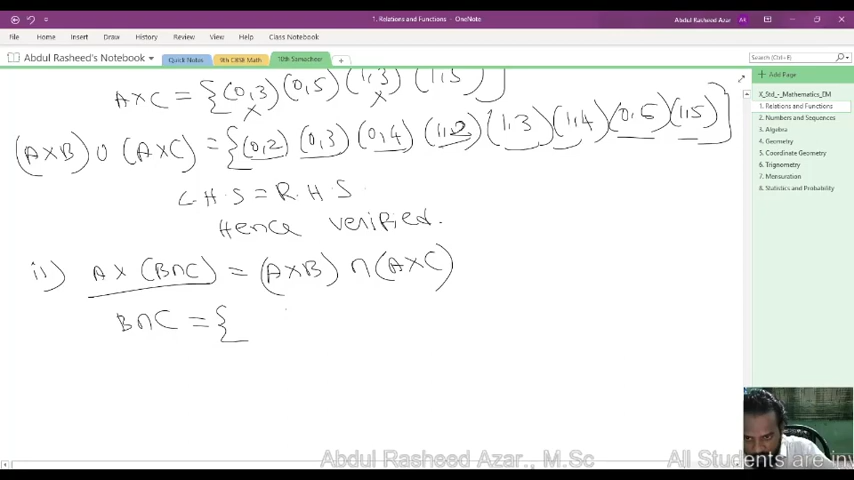 1. Relations and Functions - OneNote
Abdul Rasheed Azar AR
File Home Insert Draw History Review View Help Class Notebook
Abdul Rasheed's Notebook
Quick Notes 9th CBSE Math 10th Samacheer +
Search (Ctrl+E)
Add Page
X_Std_-_Mathematics_EM
1. Relations and Functions
2. Numbers and Sequences
3. Algebra
4. Geometry
5. Coordinate Geometry
6. Trigonometry
7. Mensuration
8. Statistics and Probability
A×C = {(0,3) (0,5) (1,3) (1,5)}
(A×B) ∪ (A×C) = {(0,2) (0,3) (0,4) (1,2) (1,3) (1,4) (0,5) (1,5)}
L.H.S = R.H.S
Hence verified.
ii) A× (B∩C) = (A×B) ∩ (A×C)
B∩C = {
Abdul Rasheed Azar., M.Sc All Students are inv